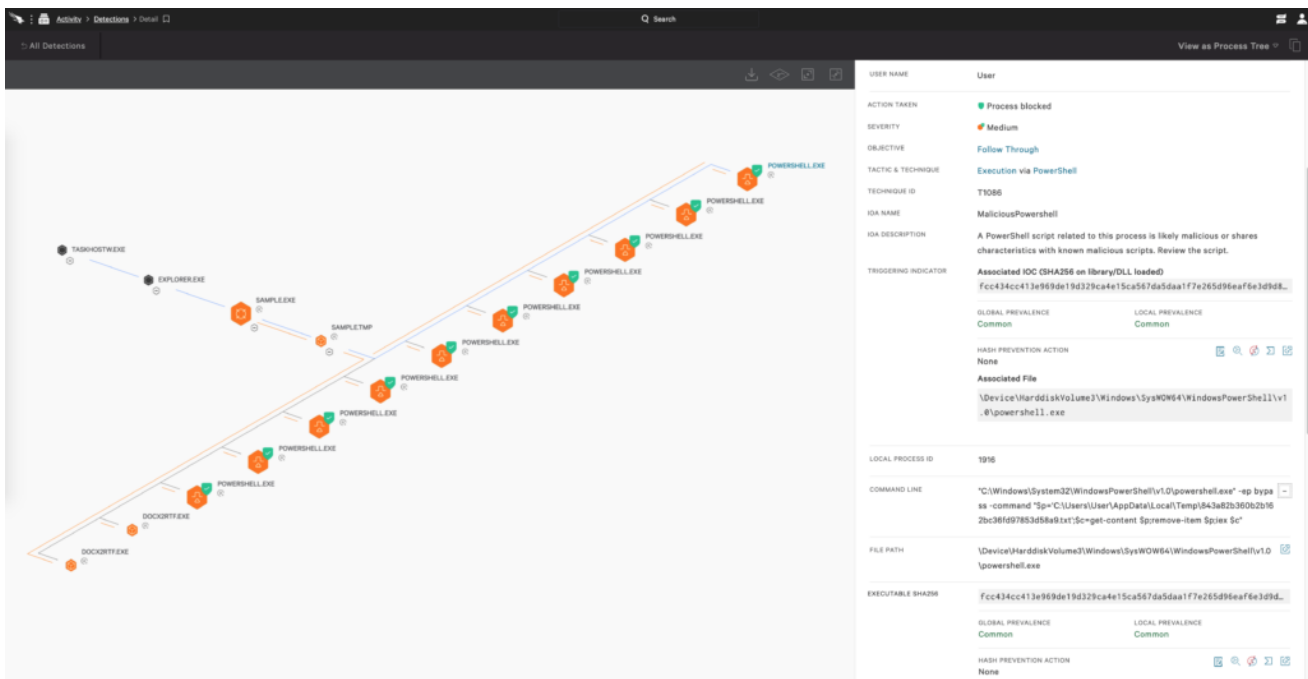 Activity > Detections > Detail
Search
All Detections
View as Process Tree
USER NAME User
ACTION TAKEN Process blocked
SEVERITY Medium
OBJECTIVE Follow Through
TACTIC & TECHNIQUE Execution via PowerShell
TECHNIQUE ID T1086
IOA NAME MaliciousPowershell
IOA DESCRIPTION A PowerShell script related to this process is likely malicious or shares
characteristics with known malicious scripts. Review the script.
TRIGGERING INDICATOR Associated IOC (SHA256 on library/DLL loaded)
fcc434cc413e969de19d329ca4e15ca567da5daa1f7e265d96eaf6e3d9d8…
GLOBAL PREVALENCE LOCAL PREVALENCE
Common Common
HASH PREVENTION ACTION
None
Associated File
\Device\HarddiskVolume3\Windows\SysWOW64\WindowsPowerShell\v1
.0\powershell.exe
LOCAL PROCESS ID 1916
COMMAND LINE "C:\Windows\System32\WindowsPowerShell\v1.0\powershell.exe" -ep bypa
ss -command "$p='C:\Users\User\AppData\Local\Temp\843a82b360b2b16
2bc36fd97853d58a9.txt';$c=get-content $p;remove-item $p;iex $c"
FILE PATH \Device\HarddiskVolume3\Windows\SysWOW64\WindowsPowerShell\v1.0
\powershell.exe
EXECUTABLE SHA256 fcc434cc413e969de19d329ca4e15ca567da5daa1f7e265d96eaf6e3d9d…
GLOBAL PREVALENCE LOCAL PREVALENCE
Common Common
HASH PREVENTION ACTION
None
POWERSHELL.EXE
POWERSHELL.EXE
POWERSHELL.EXE
TASKHOSTW.EXE
POWERSHELL.EXE
EXPLORER.EXE
SAMPLE.EXE
POWERSHELL.EXE
SAMPLE.TMP
POWERSHELL.EXE
POWERSHELL.EXE
POWERSHELL.EXE
POWERSHELL.EXE
POWERSHELL.EXE
DOCX2RTF.EXE
DOCX2RTF.EXE